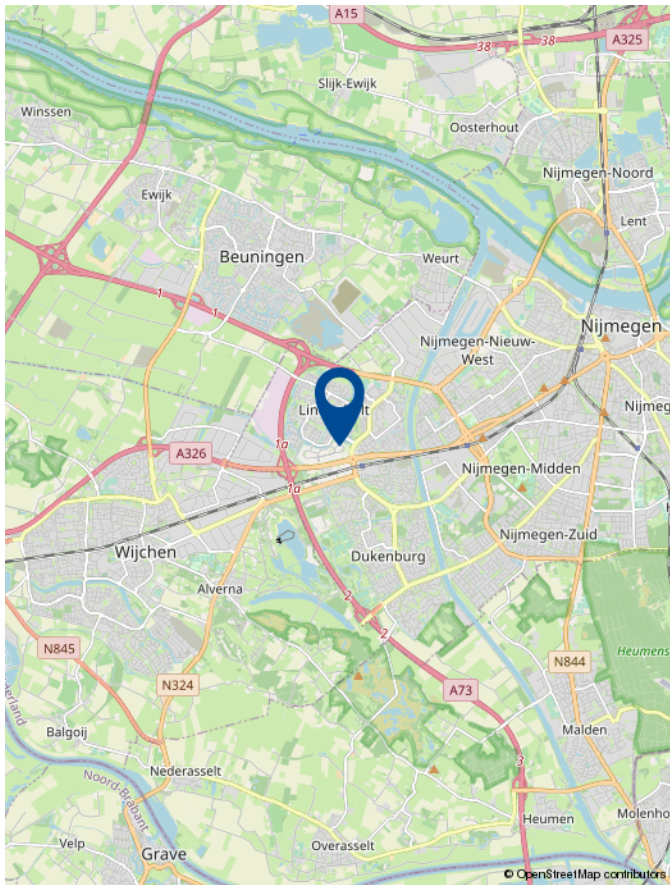 A15
38
38
A325
Slijk-Ewijk
Winssen
Oosterhout
Nijmegen-Noord
Ewijk
Lent
Beuningen
Weurt
1
1
Nijmegen
Nijmegen-Nieuw-
West
1a
A326
Nijmegen-Midden
1a
Nijmegen-Zuid
Wijchen
Dukenburg
Alverna
2
2
N845
N844
Heumens
N324
A73
Malden
Balgoij
3
Nederasselt
Noord-Brabant
Heumen
Overasselt
Velp
Grave
© OpenStreetMap contributors